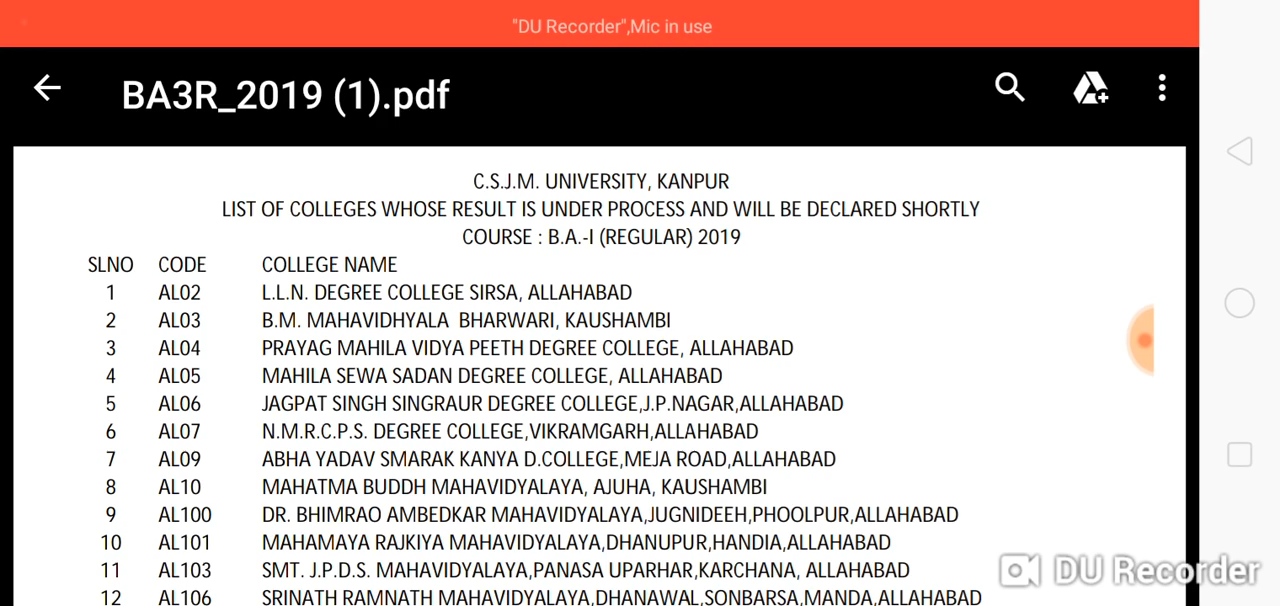 "DU Recorder",Mic in use
BA3R_2019 (1).pdf
C.S.J.M. UNIVERSITY, KANPUR
LIST OF COLLEGES WHOSE RESULT IS UNDER PROCESS AND WILL BE DECLARED SHORTLY
COURSE : B.A.-I (REGULAR) 2019
SLNO CODE COLLEGE NAME
1 AL02 L.L.N. DEGREE COLLEGE SIRSA, ALLAHABAD
2 AL03 B.M. MAHAVIDHYALA BHARWARI, KAUSHAMBI
3 AL04 PRAYAG MAHILA VIDYA PEETH DEGREE COLLEGE, ALLAHABAD
4 AL05 MAHILA SEWA SADAN DEGREE COLLEGE, ALLAHABAD
5 AL06 JAGPAT SINGH SINGRAUR DEGREE COLLEGE,J.P.NAGAR,ALLAHABAD
6 AL07 N.M.R.C.P.S. DEGREE COLLEGE,VIKRAMGARH,ALLAHABAD
7 AL09 ABHA YADAV SMARAK KANYA D.COLLEGE,MEJA ROAD,ALLAHABAD
8 AL10 MAHATMA BUDDH MAHAVIDYALAYA, AJUHA, KAUSHAMBI
9 AL100 DR. BHIMRAO AMBEDKAR MAHAVIDYALAYA,JUGNIDEEH,PHOOLPUR,ALLAHABAD
10 AL101 MAHAMAYA RAJKIYA MAHAVIDYALAYA,DHANUPUR,HANDIA,ALLAHABAD
11 AL103 SMT. J.P.D.S. MAHAVIDYALAYA,PANASA UPARHAR,KARCHANA, ALLAHABAD
12 AL106 SRINATH RAMNATH MAHAVIDYALAYA,DHANAWAL,SONBARSA,MANDA,ALLAHABAD
DU Recorder